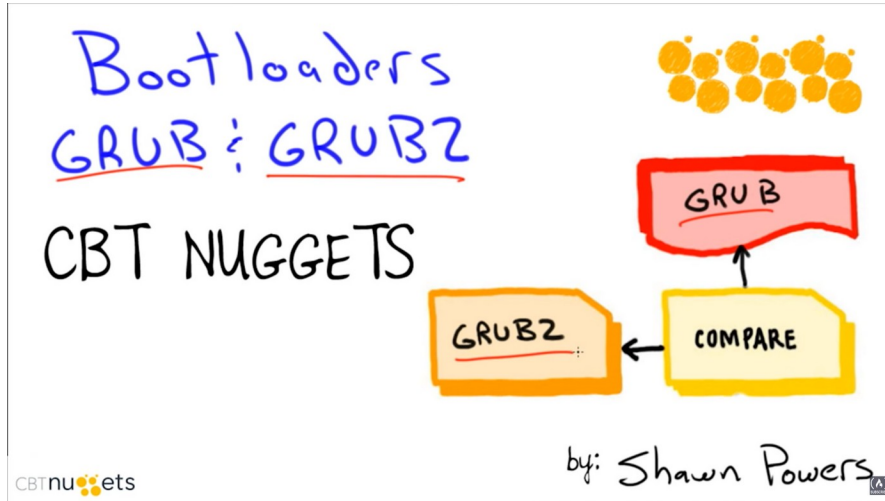 Bootloaders
GRUB & GRUB2
CBT NUGGETS
GRUB
GRUB2
COMPARE
by: Shawn Powers
CBTnuggets